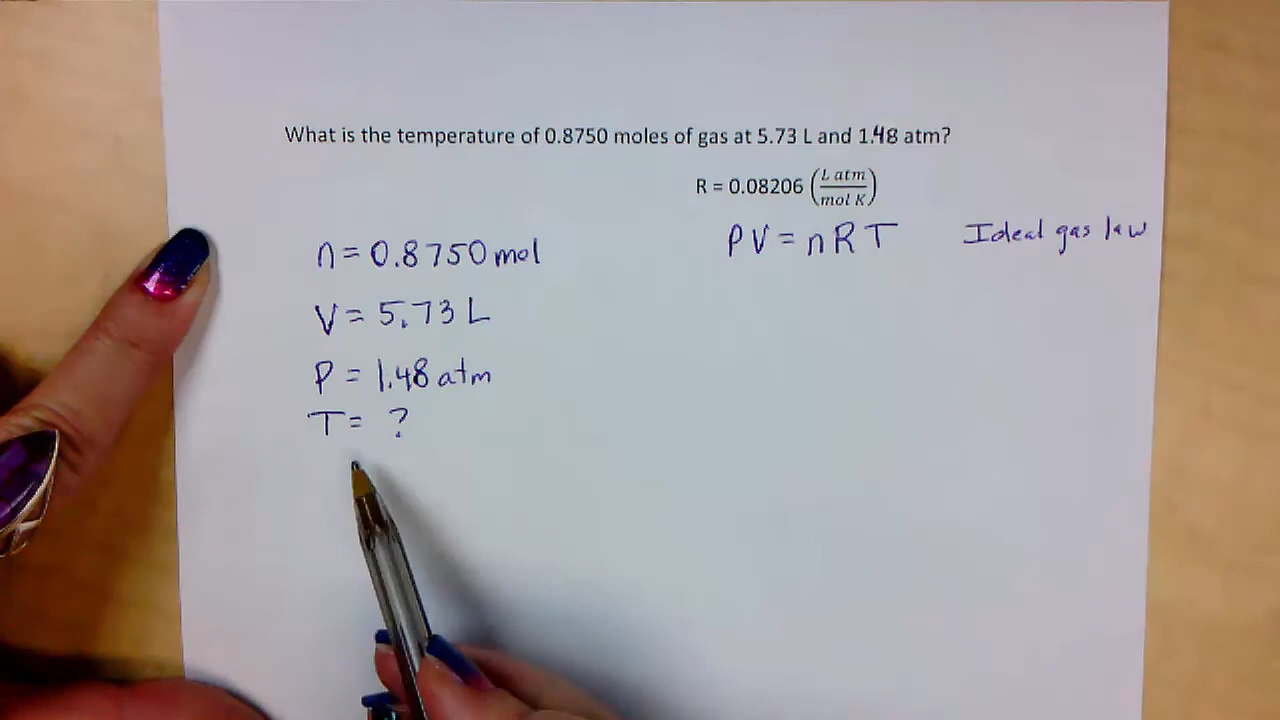 What is the temperature of 0.8750 moles of gas at 5.73 L and 1.48 atm?
R = 0.08206 (L atm / mol K)
PV = nRT Ideal gas law
n = 0.8750 mol
V = 5.73 L
P = 1.48 atm
T = ?